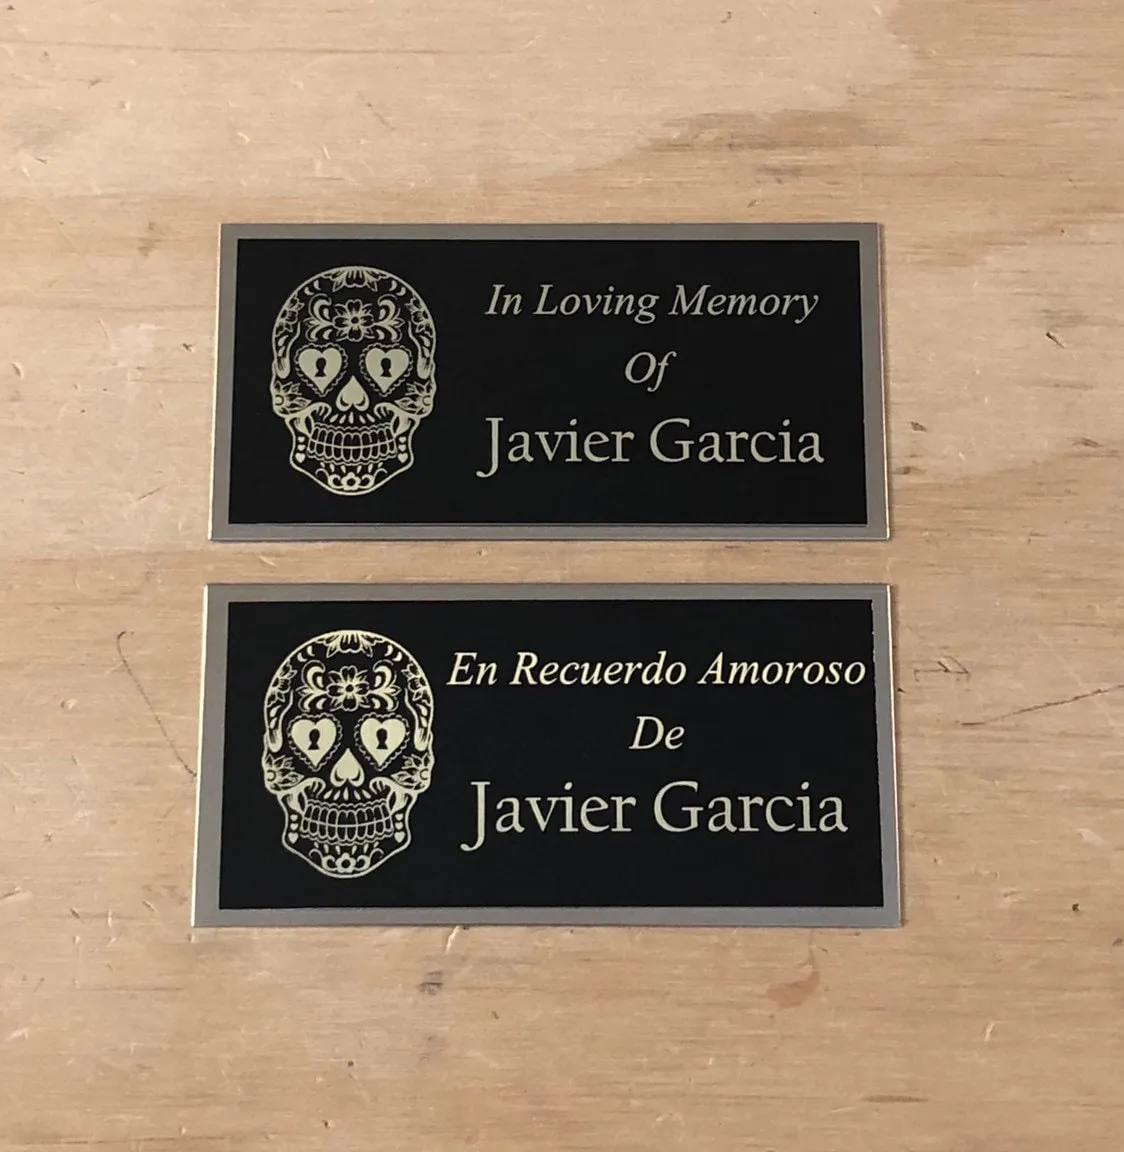 In Loving Memory
Of
Javier Garcia
En Recuerdo Amoroso
De
Javier Garcia